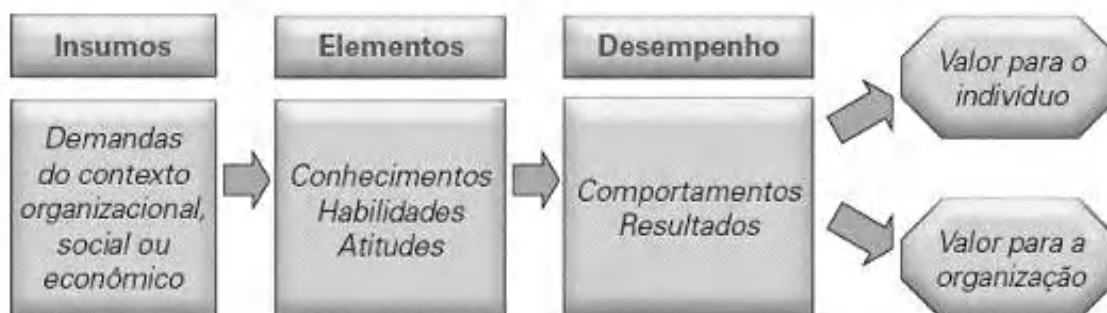 Insumos
Demandas
do contexto
organizacional,
social ou
econômico
Elementos
Conhecimentos
Habilidades
Atitudes
Desempenho
Comportamentos
Resultados
Valor para o
indivíduo
Valor para a
organização